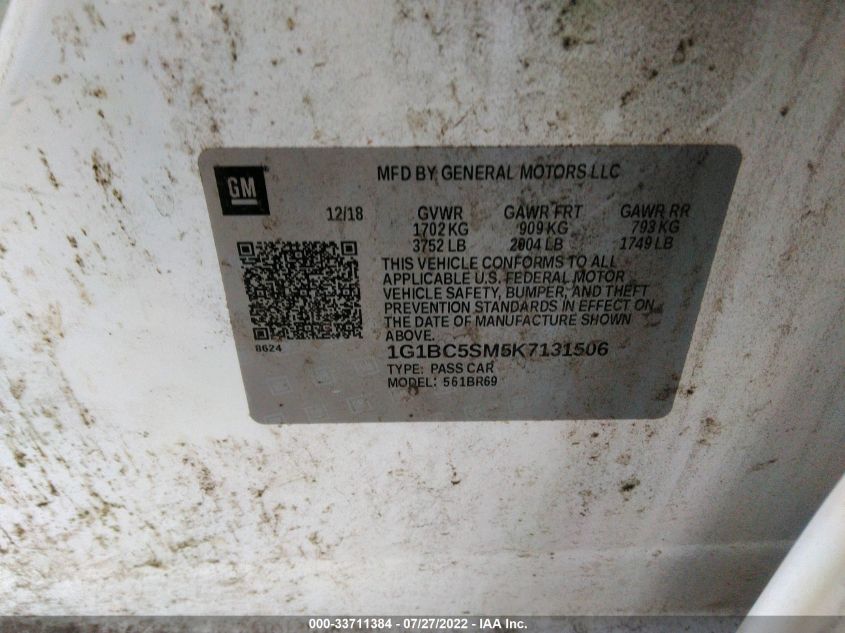 GM
MFD BY GENERAL MOTORS LLC
12/18 GVWR GAWR FRT GAWR RR
1702 KG 909 KG 793 KG
3752 LB 2004 LB 1749 LB
THIS VEHICLE CONFORMS TO ALL
APPLICABLE U.S. FEDERAL MOTOR
VEHICLE SAFETY, BUMPER, AND THEFT
PREVENTION STANDARDS IN EFFECT ON
THE DATE OF MANUFACTURE SHOWN
ABOVE.
8624
1G1BC5SM5K7131506
TYPE: PASS CAR
MODEL: 561BR69
000-33711384 - 07/27/2022 - IAA Inc.